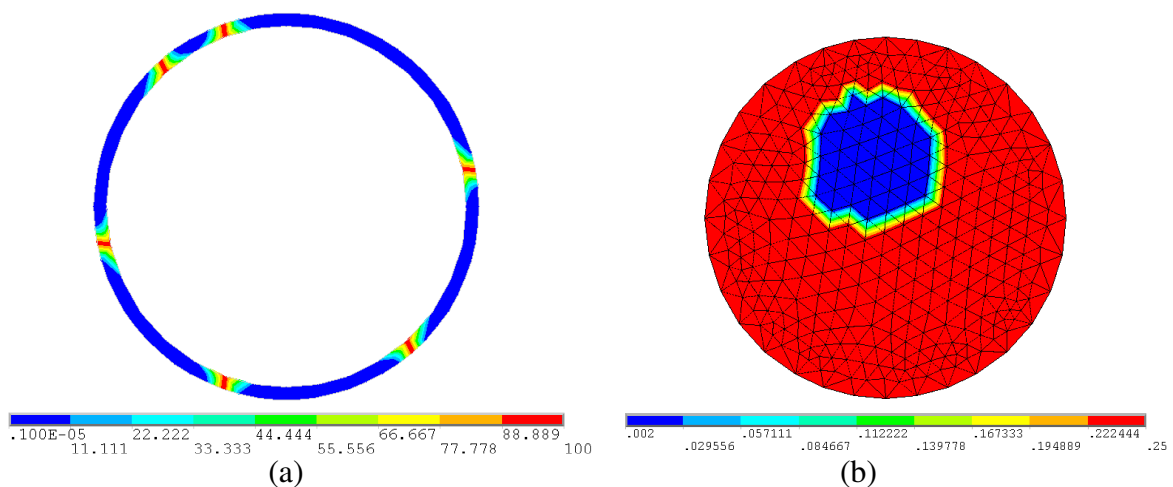 .100E-05 22.222 44.444 66.667 88.889
11.1111 33.333 55.556 77.778 100
(a)
.002 .057111 .112222 .167333 .222444
.029556 .084667 .139778 .194889 .25
(b)